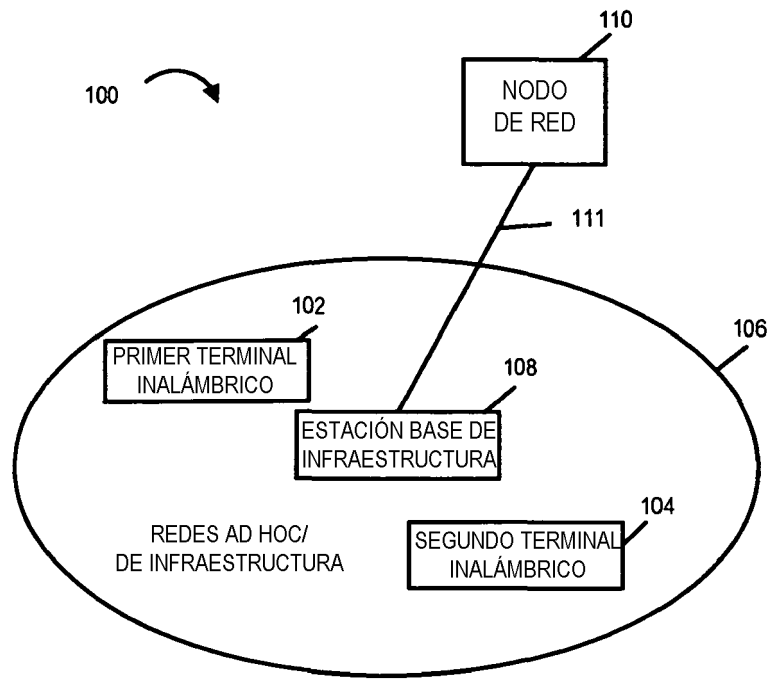 110
100
NODO
DE RED
111
102
106
PRIMER TERMINAL
INALÁMBRICO
108
ESTACIÓN BASE DE
INFRAESTRUCTURA
104
REDES AD HOC/
DE INFRAESTRUCTURA
SEGUNDO TERMINAL
INALÁMBRICO